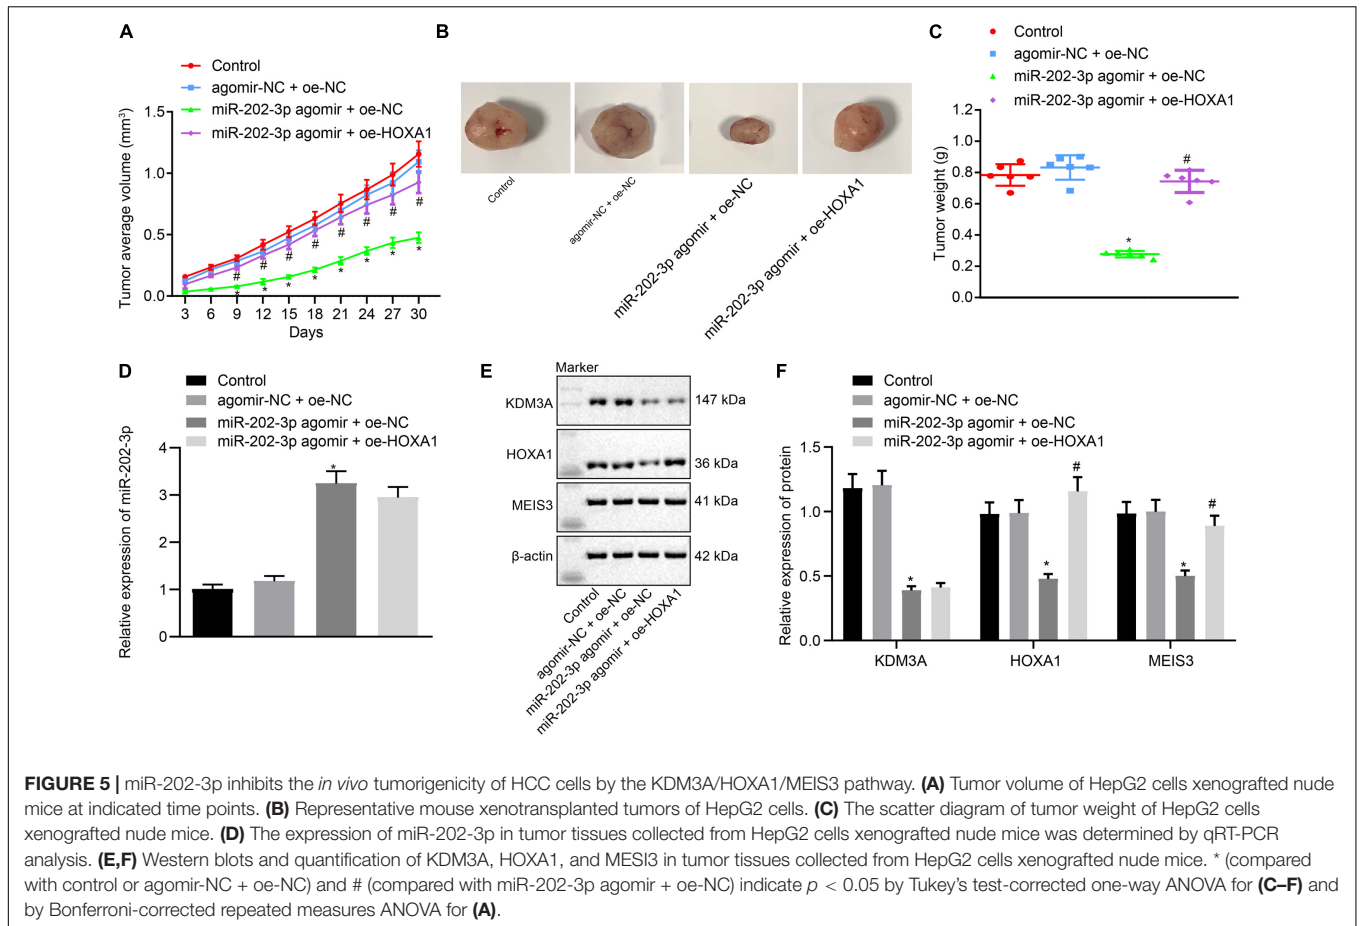 A
Control
agomir-NC + oe-NC
miR-202-3p agomir + oe-NC
miR-202-3p agomir + oe-HOXA1
Tumor average volume (mm³)
1.5
1.0
0.5
0.0
# # # # # # # #
* * * * * * * *
3 6 9 12 15 18 21 24 27 30
Days
B
Control
agomir-NC + oe-NC
miR-202-3p agomir + oe-NC
miR-202-3p agomir + oe-HOXA1
C
Control
agomir-NC + oe-NC
miR-202-3p agomir + oe-NC
miR-202-3p agomir + oe-HOXA1
Tumor weight (g)
1.2
1.0
0.8
0.6
0.4
0.2
0.0
*
#
D
Control
agomir-NC + oe-NC
miR-202-3p agomir + oe-NC
miR-202-3p agomir + oe-HOXA1
Relative expression of miR-202-3p
4
3
2
1
0
*
E
Marker
KDM3A 147 kDa
HOXA1 36 kDa
MEIS3 41 kDa
β-actin 42 kDa
Control
agomir-NC + oe-NC
miR-202-3p agomir + oe-NC
miR-202-3p agomir + oe-HOXA1
F
Control
agomir-NC + oe-NC
miR-202-3p agomir + oe-NC
miR-202-3p agomir + oe-HOXA1
Relative expression of protein
1.5
1.0
0.5
0.0
* * # * #
KDM3A HOXA1 MEIS3
FIGURE 5 | miR-202-3p inhibits the in vivo tumorigenicity of HCC cells by the KDM3A/HOXA1/MEIS3 pathway. (A) Tumor volume of HepG2 cells xenografted nude
mice at indicated time points. (B) Representative mouse xenotransplanted tumors of HepG2 cells. (C) The scatter diagram of tumor weight of HepG2 cells
xenografted nude mice. (D) The expression of miR-202-3p in tumor tissues collected from HepG2 cells xenografted nude mice was determined by qRT-PCR
analysis. (E,F) Western blots and quantification of KDM3A, HOXA1, and MESI3 in tumor tissues collected from HepG2 cells xenografted nude mice. * (compared
with control or agomir-NC + oe-NC) and # (compared with miR-202-3p agomir + oe-NC) indicate p < 0.05 by Tukey's test-corrected one-way ANOVA for (C–F) and
by Bonferroni-corrected repeated measures ANOVA for (A).